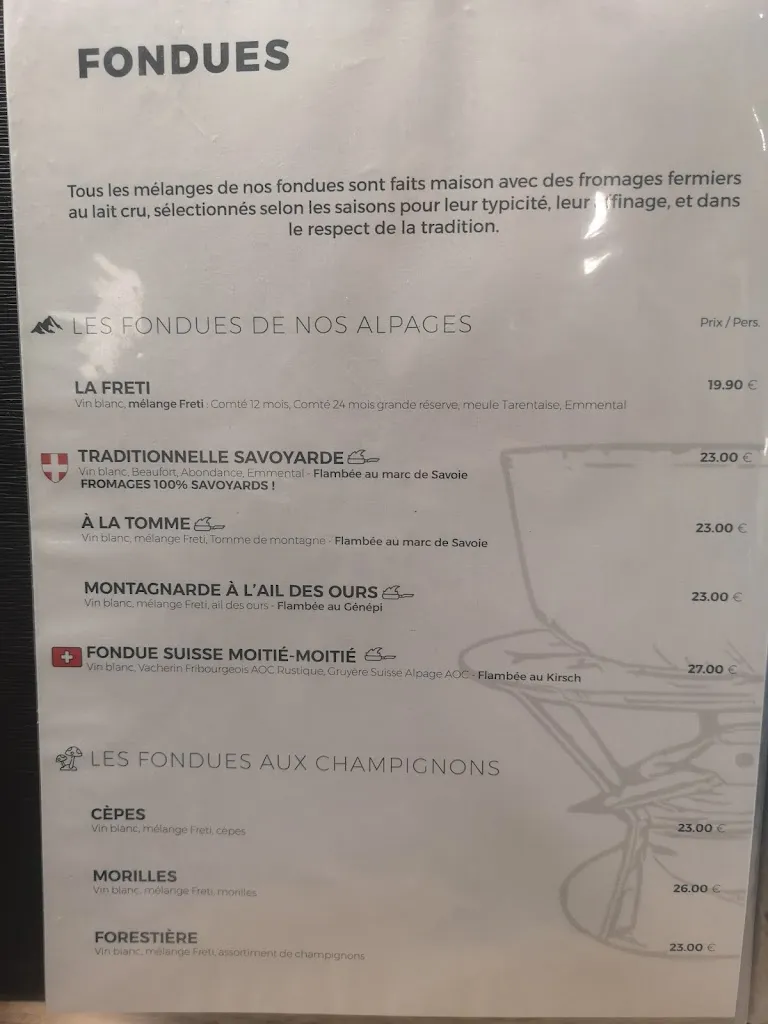 FONDUES
Tous les mélanges de nos fondues sont faits maison avec des fromages fermiers
au lait cru, sélectionnés selon les saisons pour leur typicité, leur affinage, et dans
le respect de la tradition.
LES FONDUES DE NOS ALPAGES Prix / Pers.
LA FRETI 19.90 €
Vin blanc, mélange Freti : Comté 12 mois, Comté 24 mois grande réserve, meule Tarentaise, Emmental
TRADITIONNELLE SAVOYARDE 23.00 €
Vin blanc, Beaufort, Abondance, Emmental - Flambée au marc de Savoie
FROMAGES 100% SAVOYARDS !
À LA TOMME 23.00 €
Vin blanc, mélange Freti, Tomme de montagne - Flambée au marc de Savoie
MONTAGNARDE À L'AIL DES OURS 23.00 €
Vin blanc, mélange Freti, ail des ours - Flambée au Génépi
FONDUE SUISSE MOITIÉ-MOITIÉ 27.00 €
Vin blanc, Vacherin Fribourgeois AOC Rustique, Gruyère Suisse Alpage AOC - Flambée au Kirsch
LES FONDUES AUX CHAMPIGNONS
CÈPES 23.00 €
Vin blanc, mélange Freti, cèpes
MORILLES 26.00 €
Vin blanc, mélange Freti, morilles
FORESTIÈRE 23.00 €
Vin blanc, mélange Freti, assortiment de champignons